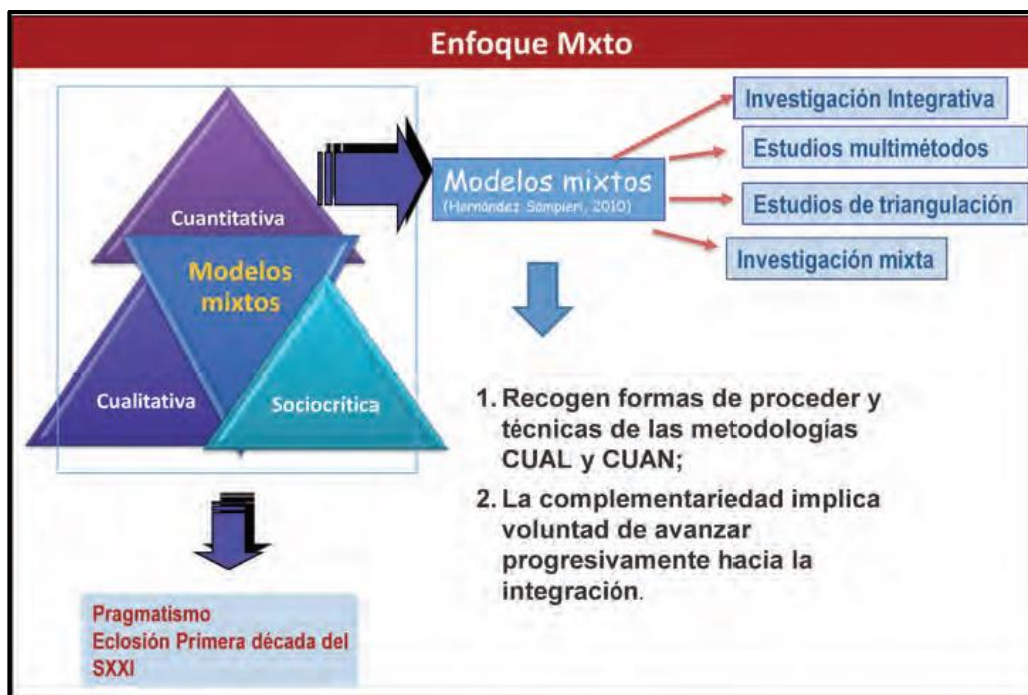 Enfoque Mxto
Cuantitativa
Modelos
mixtos
Cualitativa
Sociocrítica
Modelos mixtos
(Hernández Sampieri, 2010)
Investigación Integrativa
Estudios multimétodos
Estudios de triangulación
Investigación mixta
1. Recogen formas de proceder y
técnicas de las metodologías
CUAL y CUAN;
2. La complementariedad implica
voluntad de avanzar
progresivamente hacia la
integración.
Pragmatismo
Eclosión Primera década del
SXXI